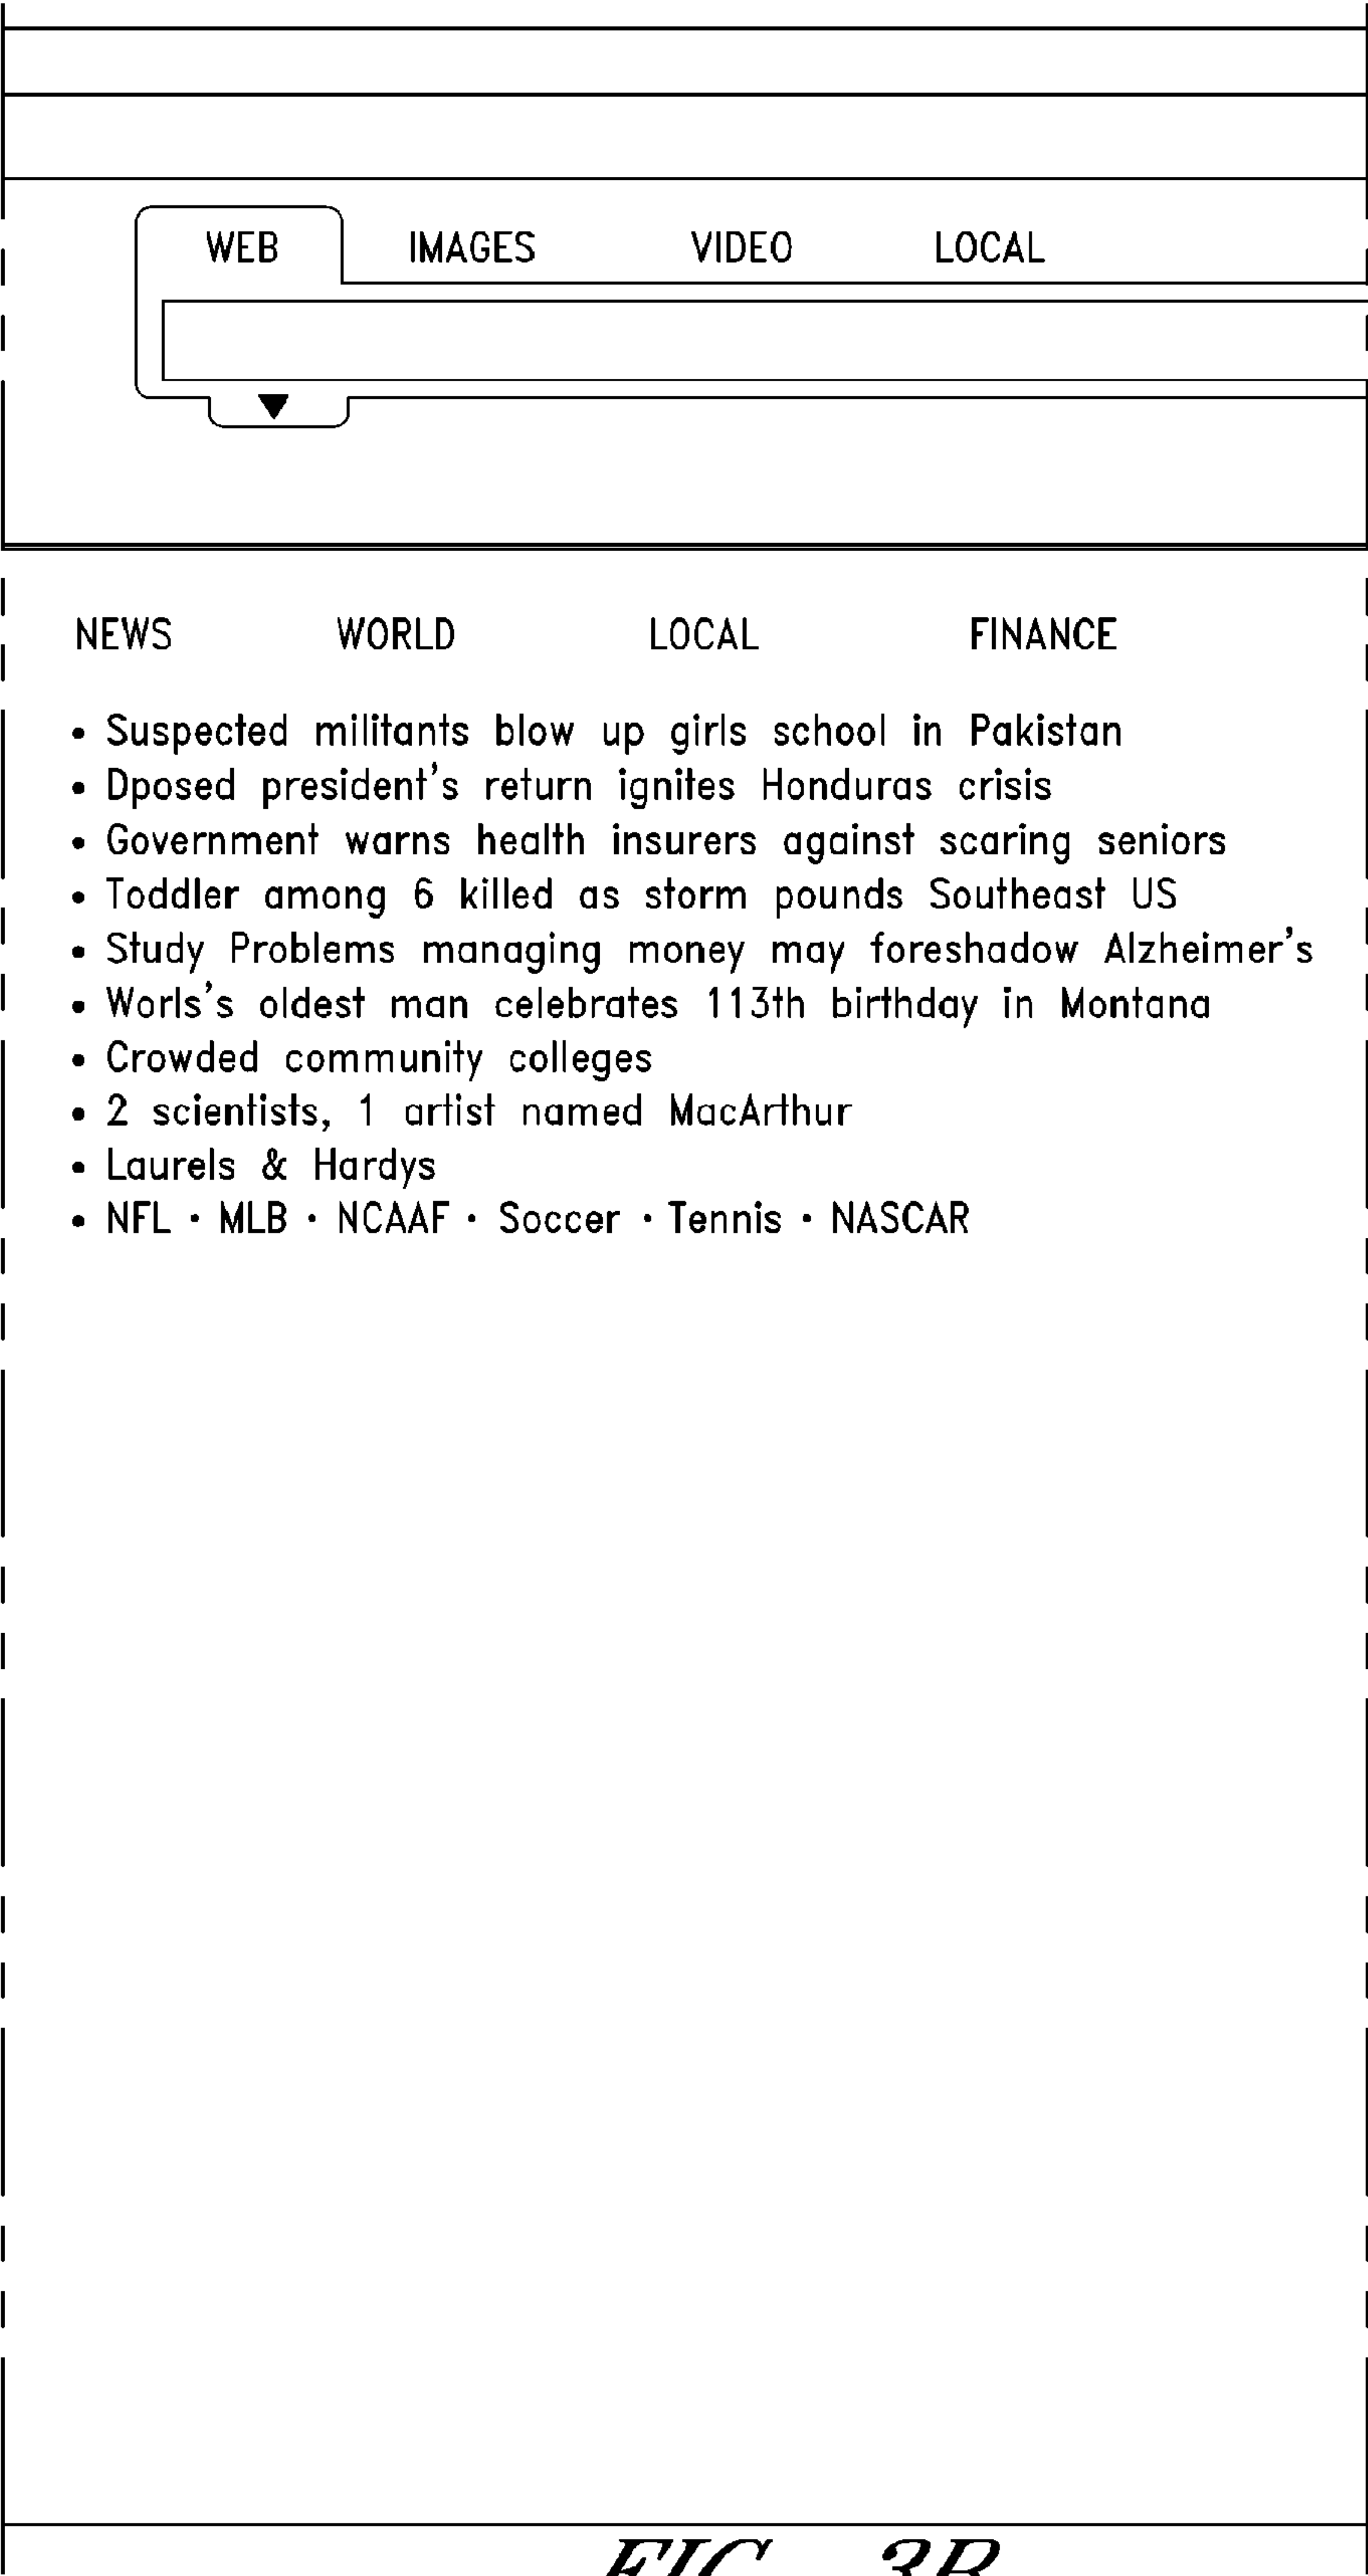 WEB IMAGES VIDEO LOCAL
NEWS WORLD LOCAL FINANCE
• Suspected militants blow up girls school in Pakistan
• Dposed president's return ignites Honduras crisis
• Government warns health insurers against scaring seniors
• Toddler among 6 killed as storm pounds Southeast US
• Study Problems managing money may foreshadow Alzheimer's
• Worls's oldest man celebrates 113th birthday in Montana
• Crowded community colleges
• 2 scientists, 1 artist named MacArthur
• Laurels & Hardys
• NFL · MLB · NCAAF · Soccer · Tennis · NASCAR